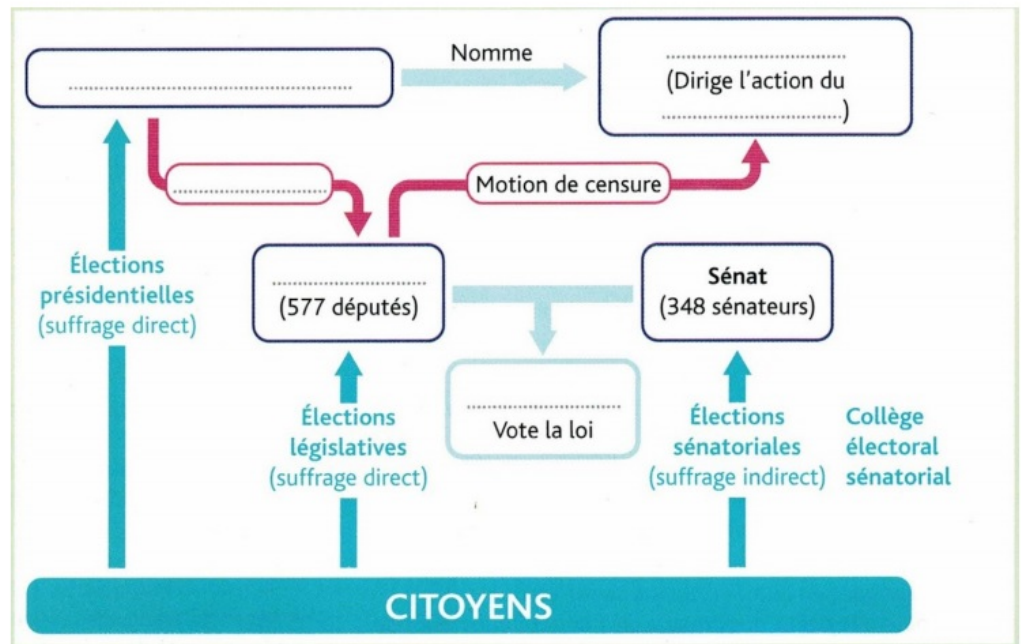 Nomme
....................................................
.................................
(Dirige l'action du
.................................)
............................
Motion de censure
Élections
présidentielles
(suffrage direct)
.................................
(577 députés)
Sénat
(348 sénateurs)
............................
Vote la loi
Élections
législatives
(suffrage direct)
Élections
sénatoriales
(suffrage indirect)
Collège
électoral
sénatorial
CITOYENS